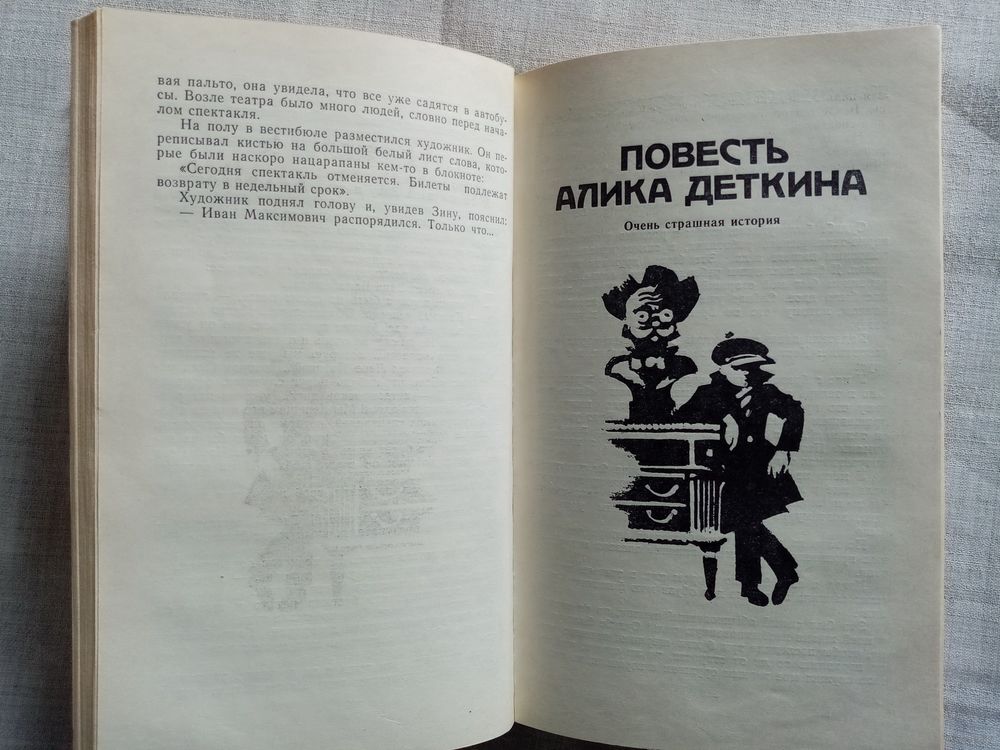 вая пальто, она увидела, что все уже садятся в автобу-
сы. Возле театра было много людей, словно перед нача-
лом спектакля.
На полу в вестибюле разместился художник. Он пе-
реписывал кистью на большой белый лист слова, кото-
рые были наскоро нацарапаны кем-то в блокноте:
«Сегодня спектакль отменяется. Билеты подлежат
возврату в недельный срок».
Художник поднял голову и, увидев Зину, пояснил:
— Иван Максимович распорядился. Только что...
ПОВЕСТЬ
АЛИКА ДЕТКИНА
Очень страшная история